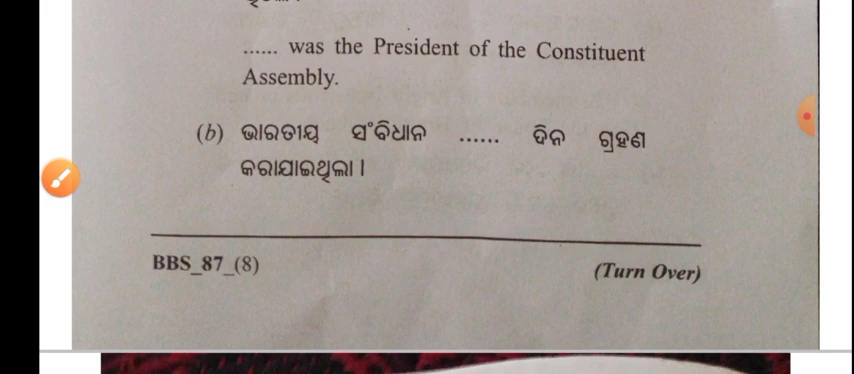 ...... was the President of the Constituent
Assembly.
(b) ଭାରତୀୟ ସଂବିଧାନ ...... ଦିନ ଗ୍ରହଣ
କରାଯାଇଥିଲା ।
BBS_87_(8) (Turn Over)